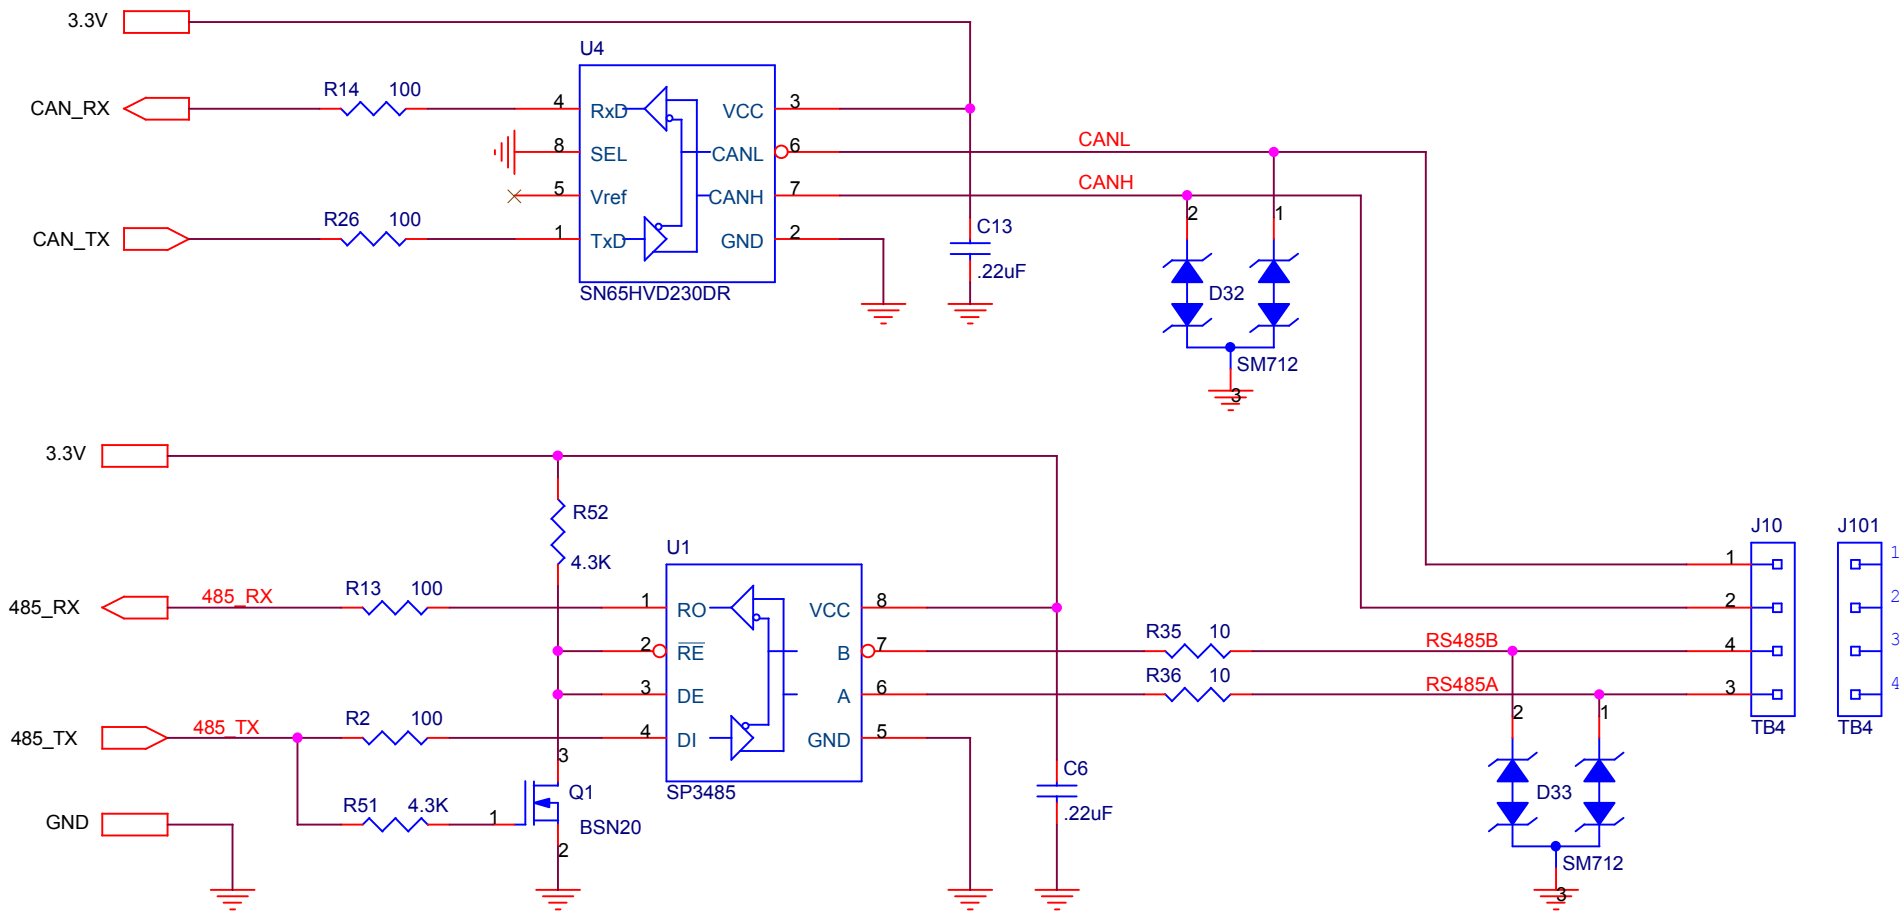 3.3V
U4
R14 100
CAN_RX
4 RxD
VCC 3
8 SEL
CANL 6
CANL
5 Vref
CANH 7
CANH
R26 100
CAN_TX
1 TxD
GND 2
C13
.22uF
SN65HVD230DR
2
1
D32
SM712
3
3.3V
R52
4.3K
U1
J10
J101
R13 100
485_RX
485_RX
1 RO
VCC 8
2 RE
B 7
R35 10
RS485B
3 DE
A 6
R36 10
RS485A
R2 100
485_TX
485_TX
4 DI
GND 5
1
2
4
3
1
2
3
4
TB4
TB4
SP3485
3
Q1
BSN20
R51 4.3K
1
2
GND
C6
.22uF
2
1
D33
SM712
3